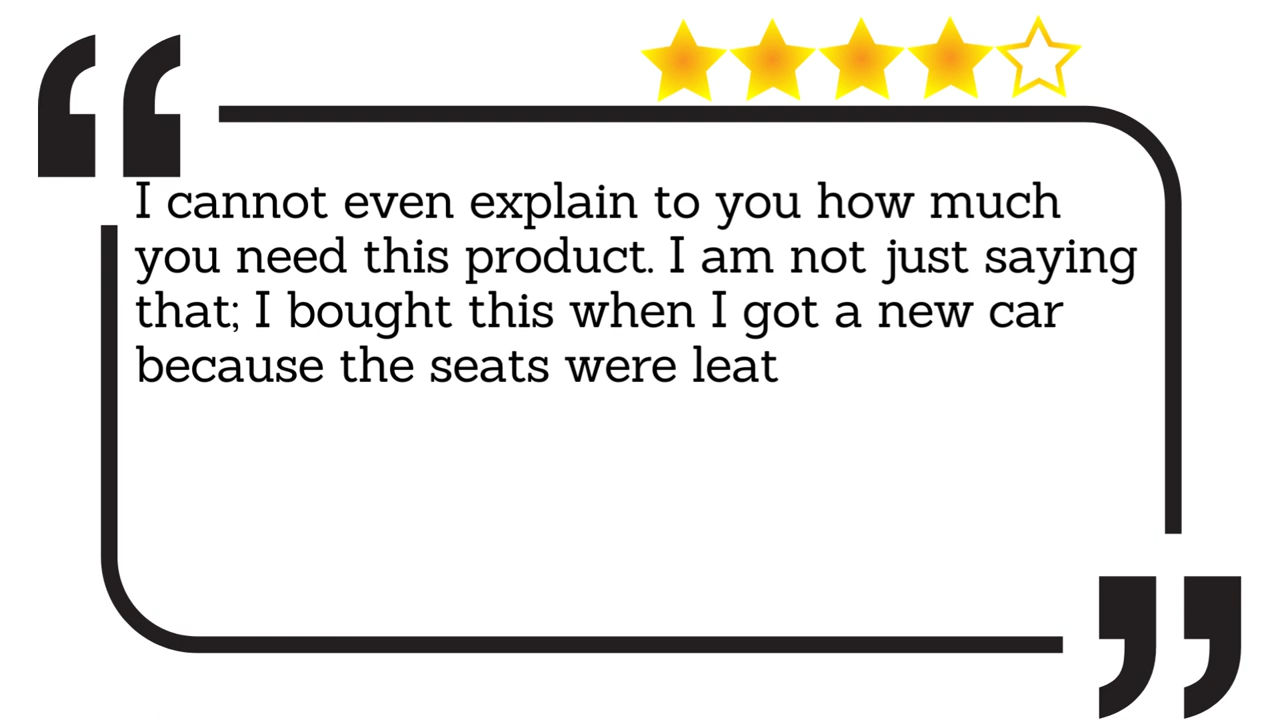 I cannot even explain to you how much
you need this product. I am not just saying
that; I bought this when I got a new car
because the seats were leat